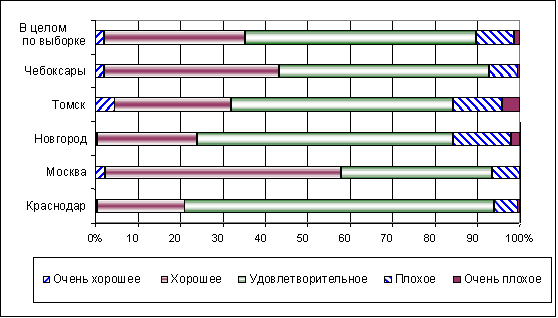 В целом
по выборке
Чебоксары
Томск
Новгород
Москва
Краснодар
0% 10 20 30 40 50 60 70 80 90 100%
Очень хорошее Хорошее Удовлетворительное Плохое Очень плохое